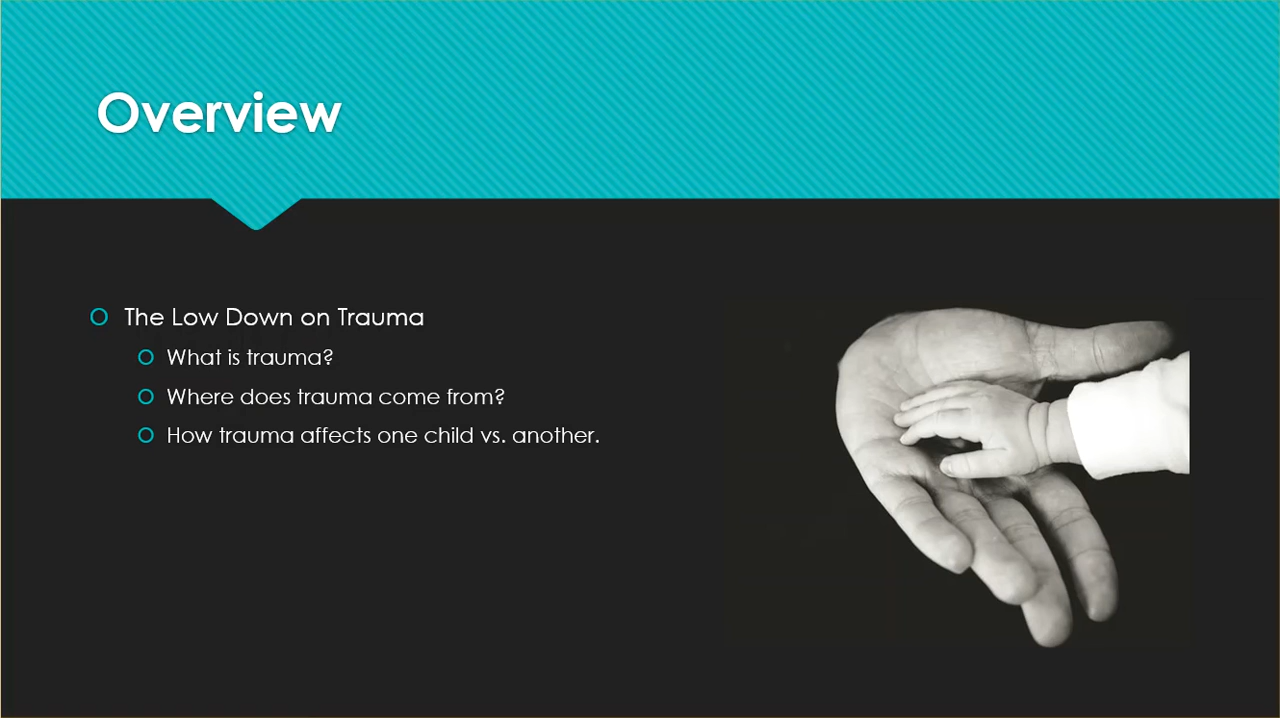 Overview
The Low Down on Trauma
What is trauma?
Where does trauma come from?
How trauma affects one child vs. another.